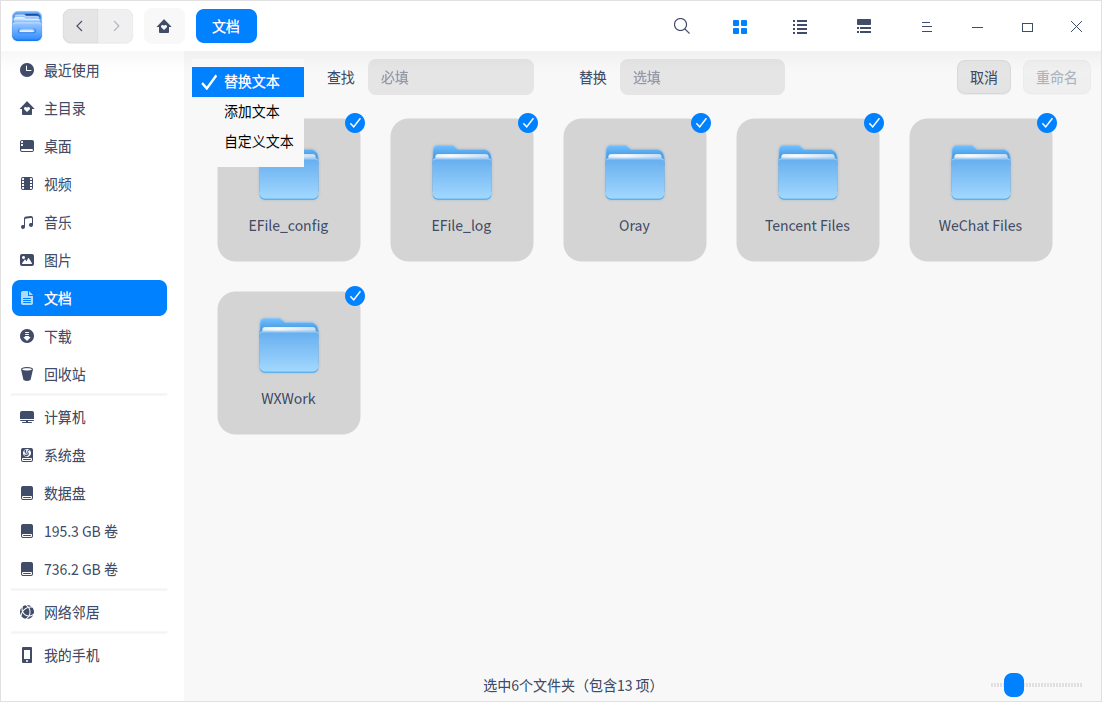 文档
最近使用
主目录
桌面
视频
音乐
图片
文档
下载
回收站
计算机
系统盘
数据盘
195.3 GB 卷
736.2 GB 卷
网络邻居
我的手机
替换文本
添加文本
自定义文本
查找 必填 替换 选填 取消 重命名
EFile_config EFile_log Oray Tencent Files WeChat Files
WXWork
选中6个文件夹（包含13 项）